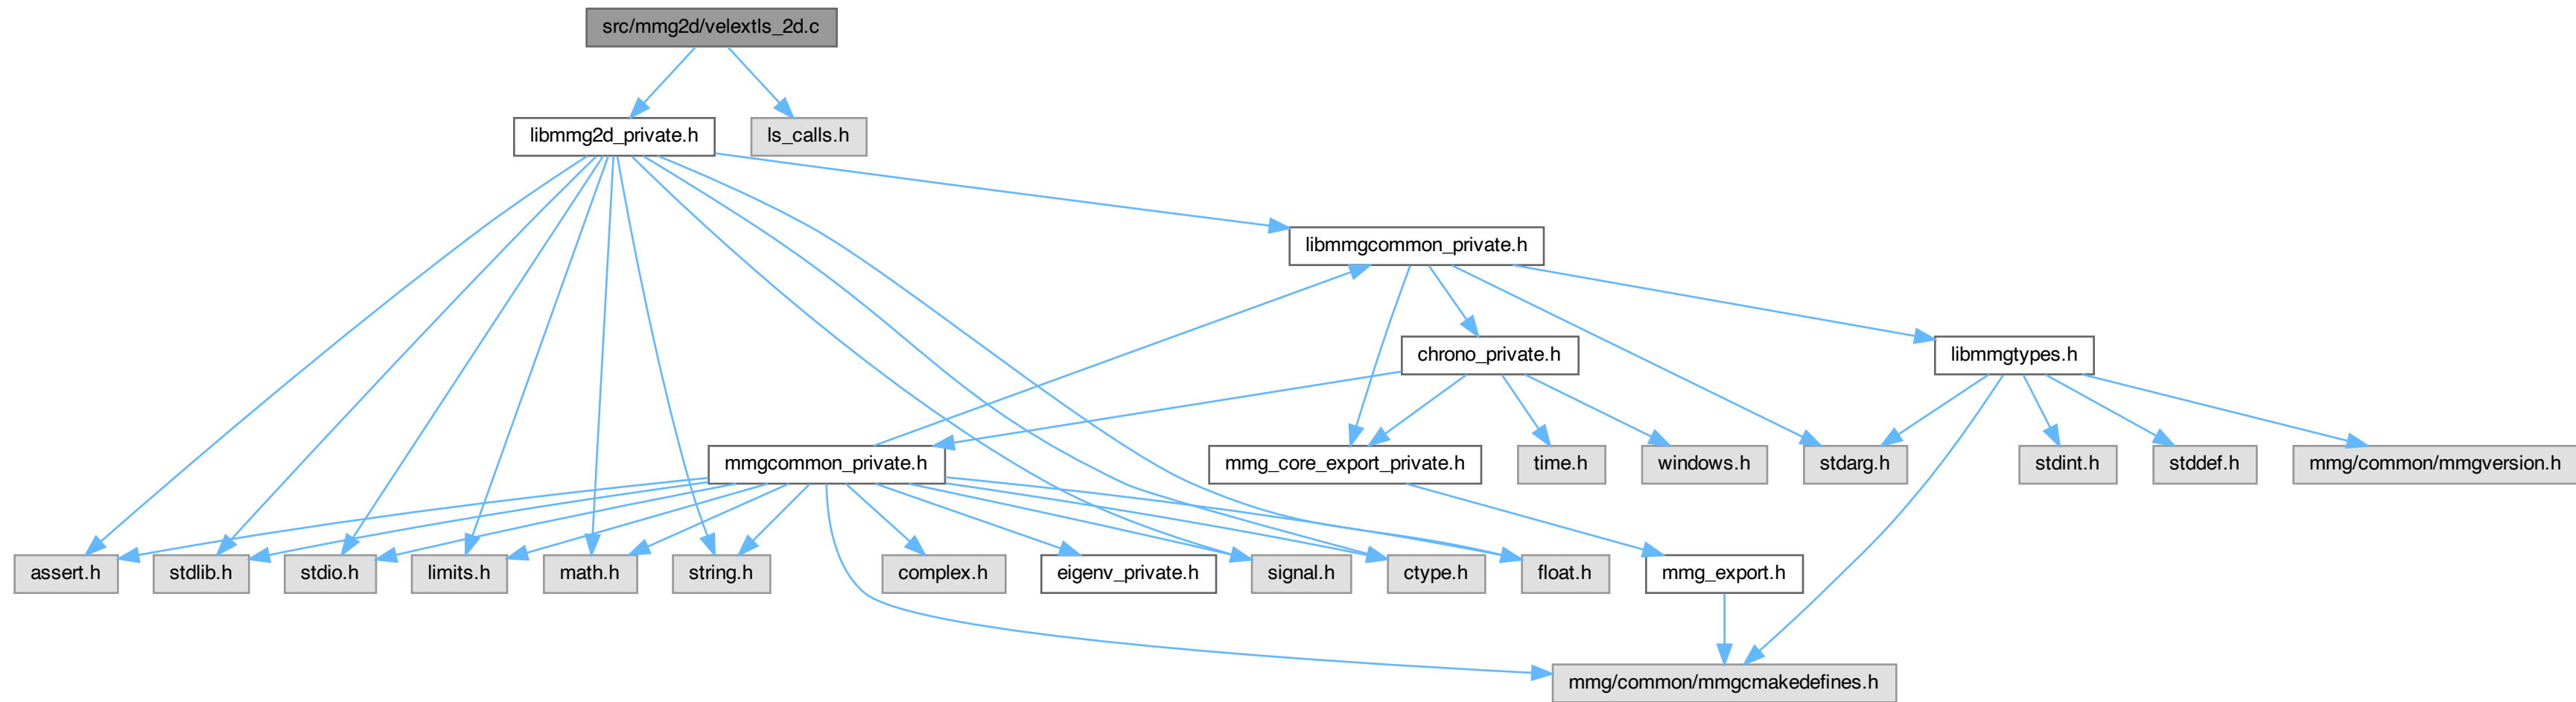 src/mmg2d/velextls_2d.c
libmmg2d_private.h
ls_calls.h
libmmgcommon_private.h
chrono_private.h
libmmgtypes.h
mmgcommon_private.h
mmg_core_export_private.h
time.h
windows.h
stdarg.h
stdint.h
stddef.h
mmg/common/mmgversion.h
assert.h
stdlib.h
stdio.h
limits.h
math.h
string.h
complex.h
eigenv_private.h
signal.h
ctype.h
float.h
mmg_export.h
mmg/common/mmgcmakedefines.h